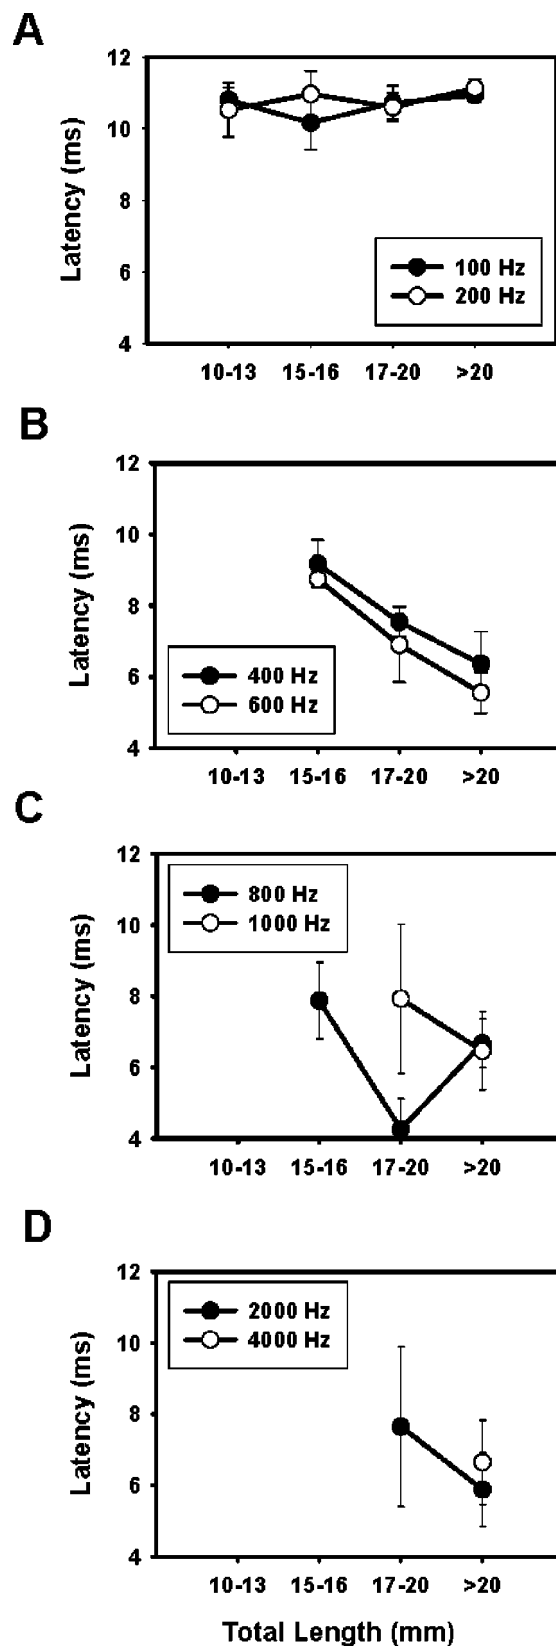 A
12
10
8
6
4
Latency (ms)
100 Hz
200 Hz
10-13 15-16 17-20 >20
B
12
10
8
6
4
Latency (ms)
400 Hz
600 Hz
10-13 15-16 17-20 >20
C
12
10
8
6
4
Latency (ms)
800 Hz
1000 Hz
10-13 15-16 17-20 >20
D
12
10
8
6
4
Latency (ms)
2000 Hz
4000 Hz
10-13 15-16 17-20 >20
Total Length (mm)